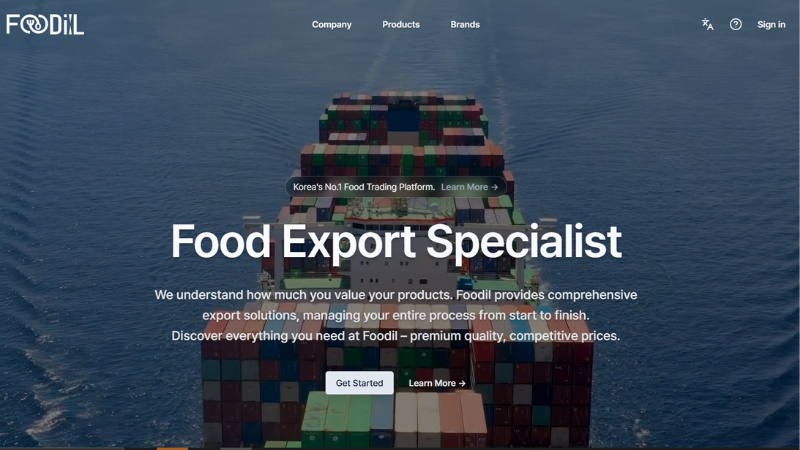 FOODiL
Company
Products
Brands
Sign in
Korea's No.1 Food Trading Platform. Learn More →
Food Export Specialist
We understand how much you value your products. Foodil provides comprehensive
export solutions, managing your entire process from start to finish.
Discover everything you need at Foodil – premium quality, competitive prices.
Get Started
Learn More →